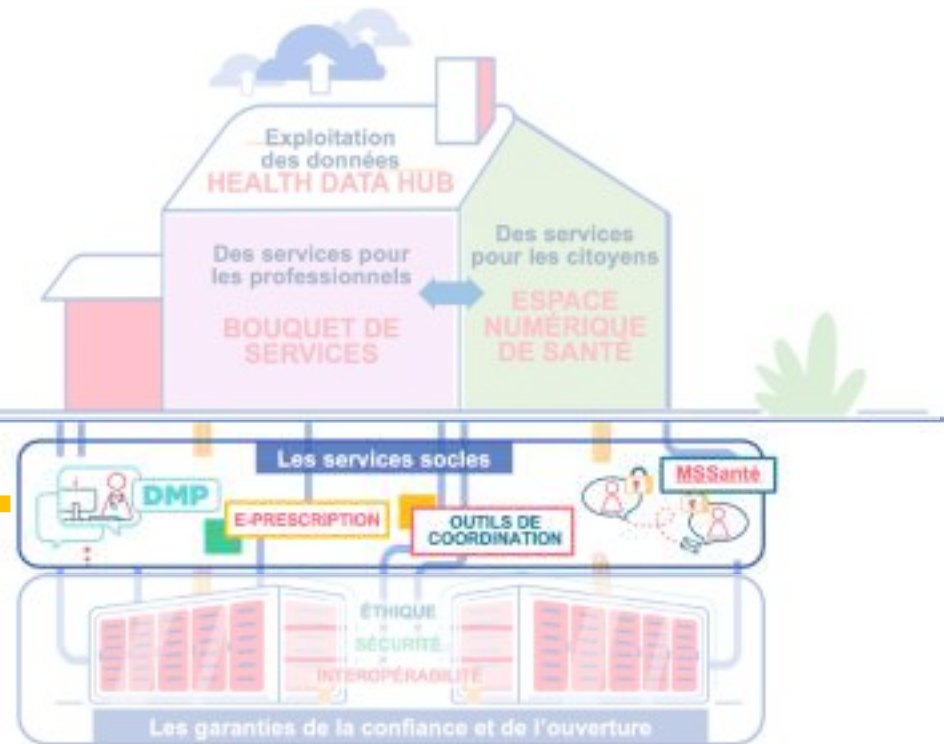 Exploitation
des données
HEALTH DATA HUB
Des services pour
les professionnels
BOUQUET DE
SERVICES
Des services
pour les citoyens
ESPACE
NUMÉRIQUE
DE SANTÉ
Les services socles
DMP
E-PRESCRIPTION
OUTILS DE
COORDINATION
MSSanté
ÉTHIQUE
SÉCURITÉ
INTEROPÉRABILITÉ
Les garanties de la confiance et de l'ouverture